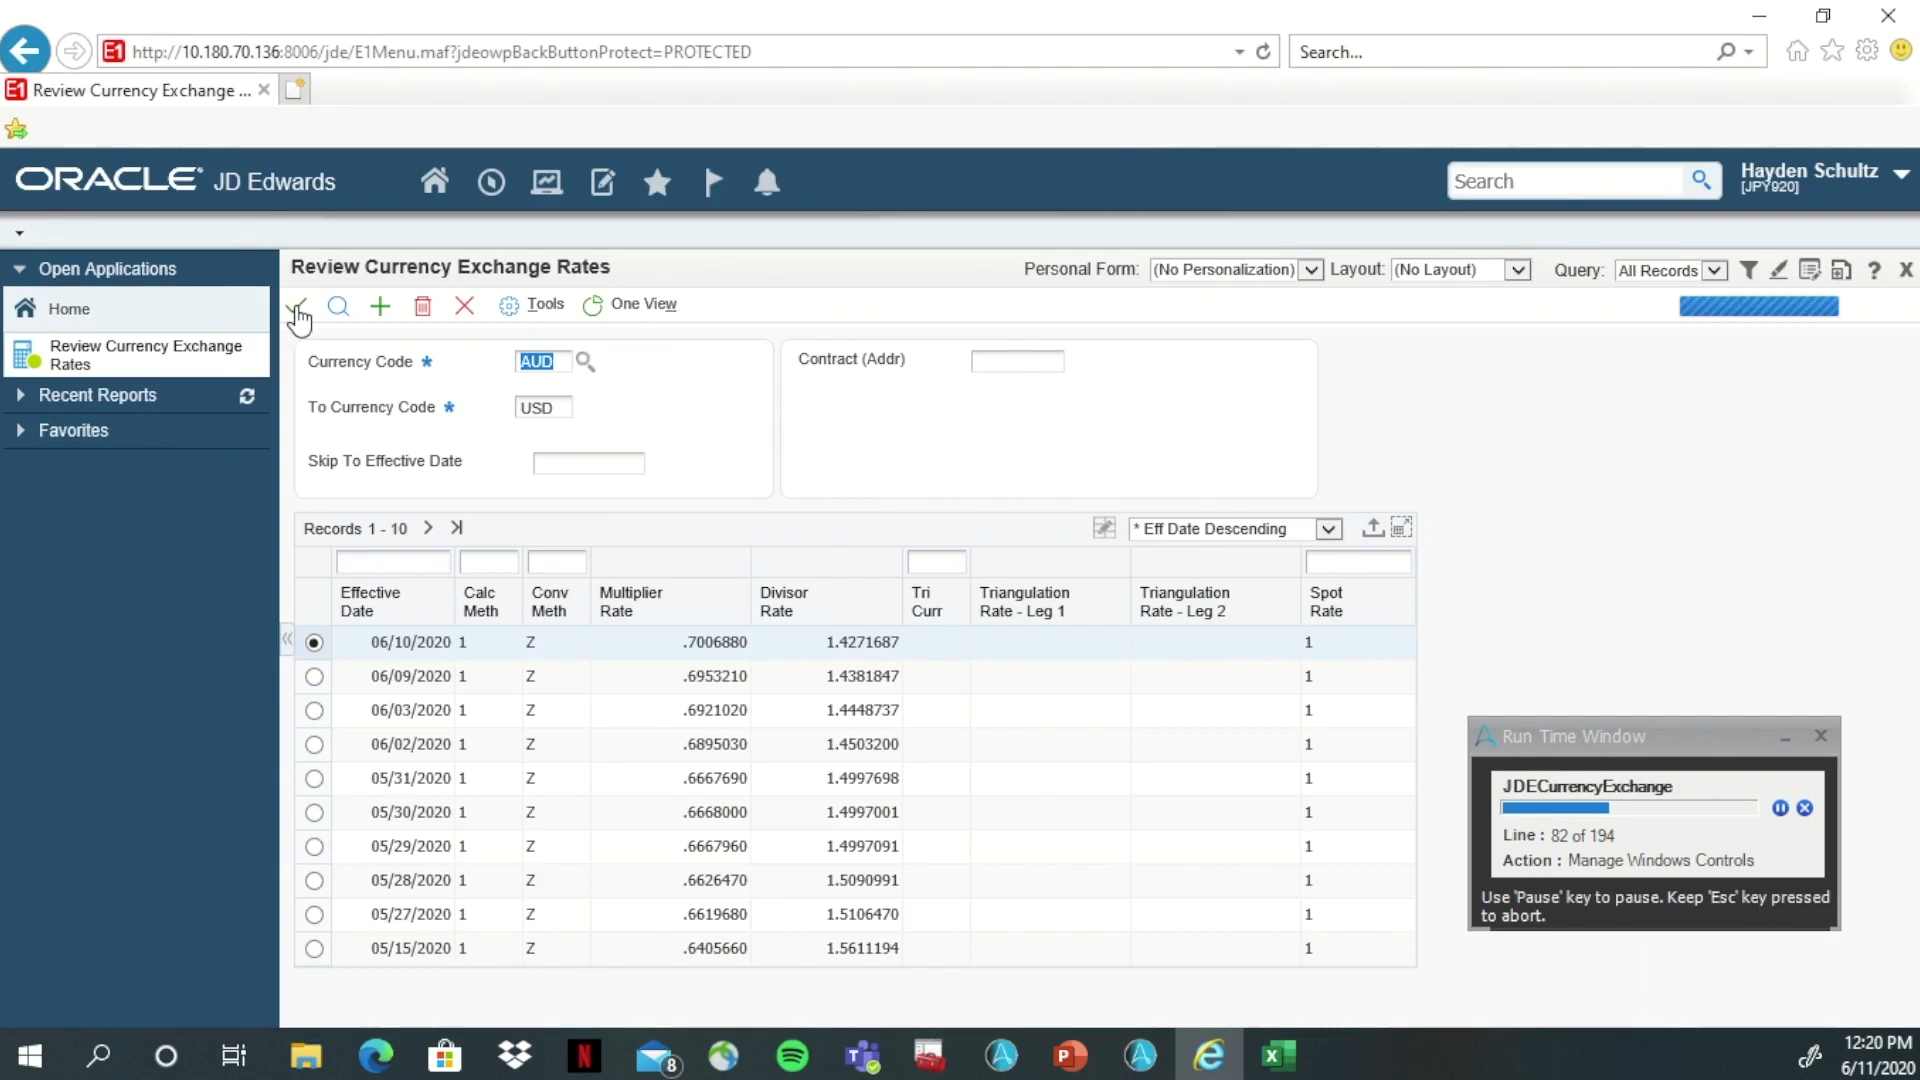 http://10.180.70.136:8006/jde/E1Menu.maf?jdeowpBackButtonProtect=PROTECTED
Search...
E1
E1 Review Currency Exchange ...
ORACLE JD Edwards
Search
Hayden Schultz
[JPY920]
Open Applications
Home
Review Currency Exchange
Rates
Recent Reports
Favorites
Review Currency Exchange Rates
Personal Form: (No Personalization) Layout: (No Layout) Query: All Records
Tools One View
Currency Code * AUD
To Currency Code * USD
Skip To Effective Date
Contract (Addr)
Records 1 - 10
* Eff Date Descending
Effective Date Calc Meth Conv Meth Multiplier Rate Divisor Rate Tri Curr Triangulation Rate - Leg 1 Triangulation Rate - Leg 2 Spot Rate
06/10/2020 1 Z .7006880 1.4271687 1
06/09/2020 1 Z .6953210 1.4381847 1
06/03/2020 1 Z .6921020 1.4448737 1
06/02/2020 1 Z .6895030 1.4503200 1
05/31/2020 1 Z .6667690 1.4997698 1
05/30/2020 1 Z .6668000 1.4997001 1
05/29/2020 1 Z .6667960 1.4997091 1
05/28/2020 1 Z .6626470 1.5090991 1
05/27/2020 1 Z .6619680 1.5106470 1
05/15/2020 1 Z .6405660 1.5611194 1
Run Time Window
JDECurrencyExchange
Line : 82 of 194
Action : Manage Windows Controls
Use 'Pause' key to pause. Keep 'Esc' key pressed
to abort.
8
12:20 PM
6/11/2020